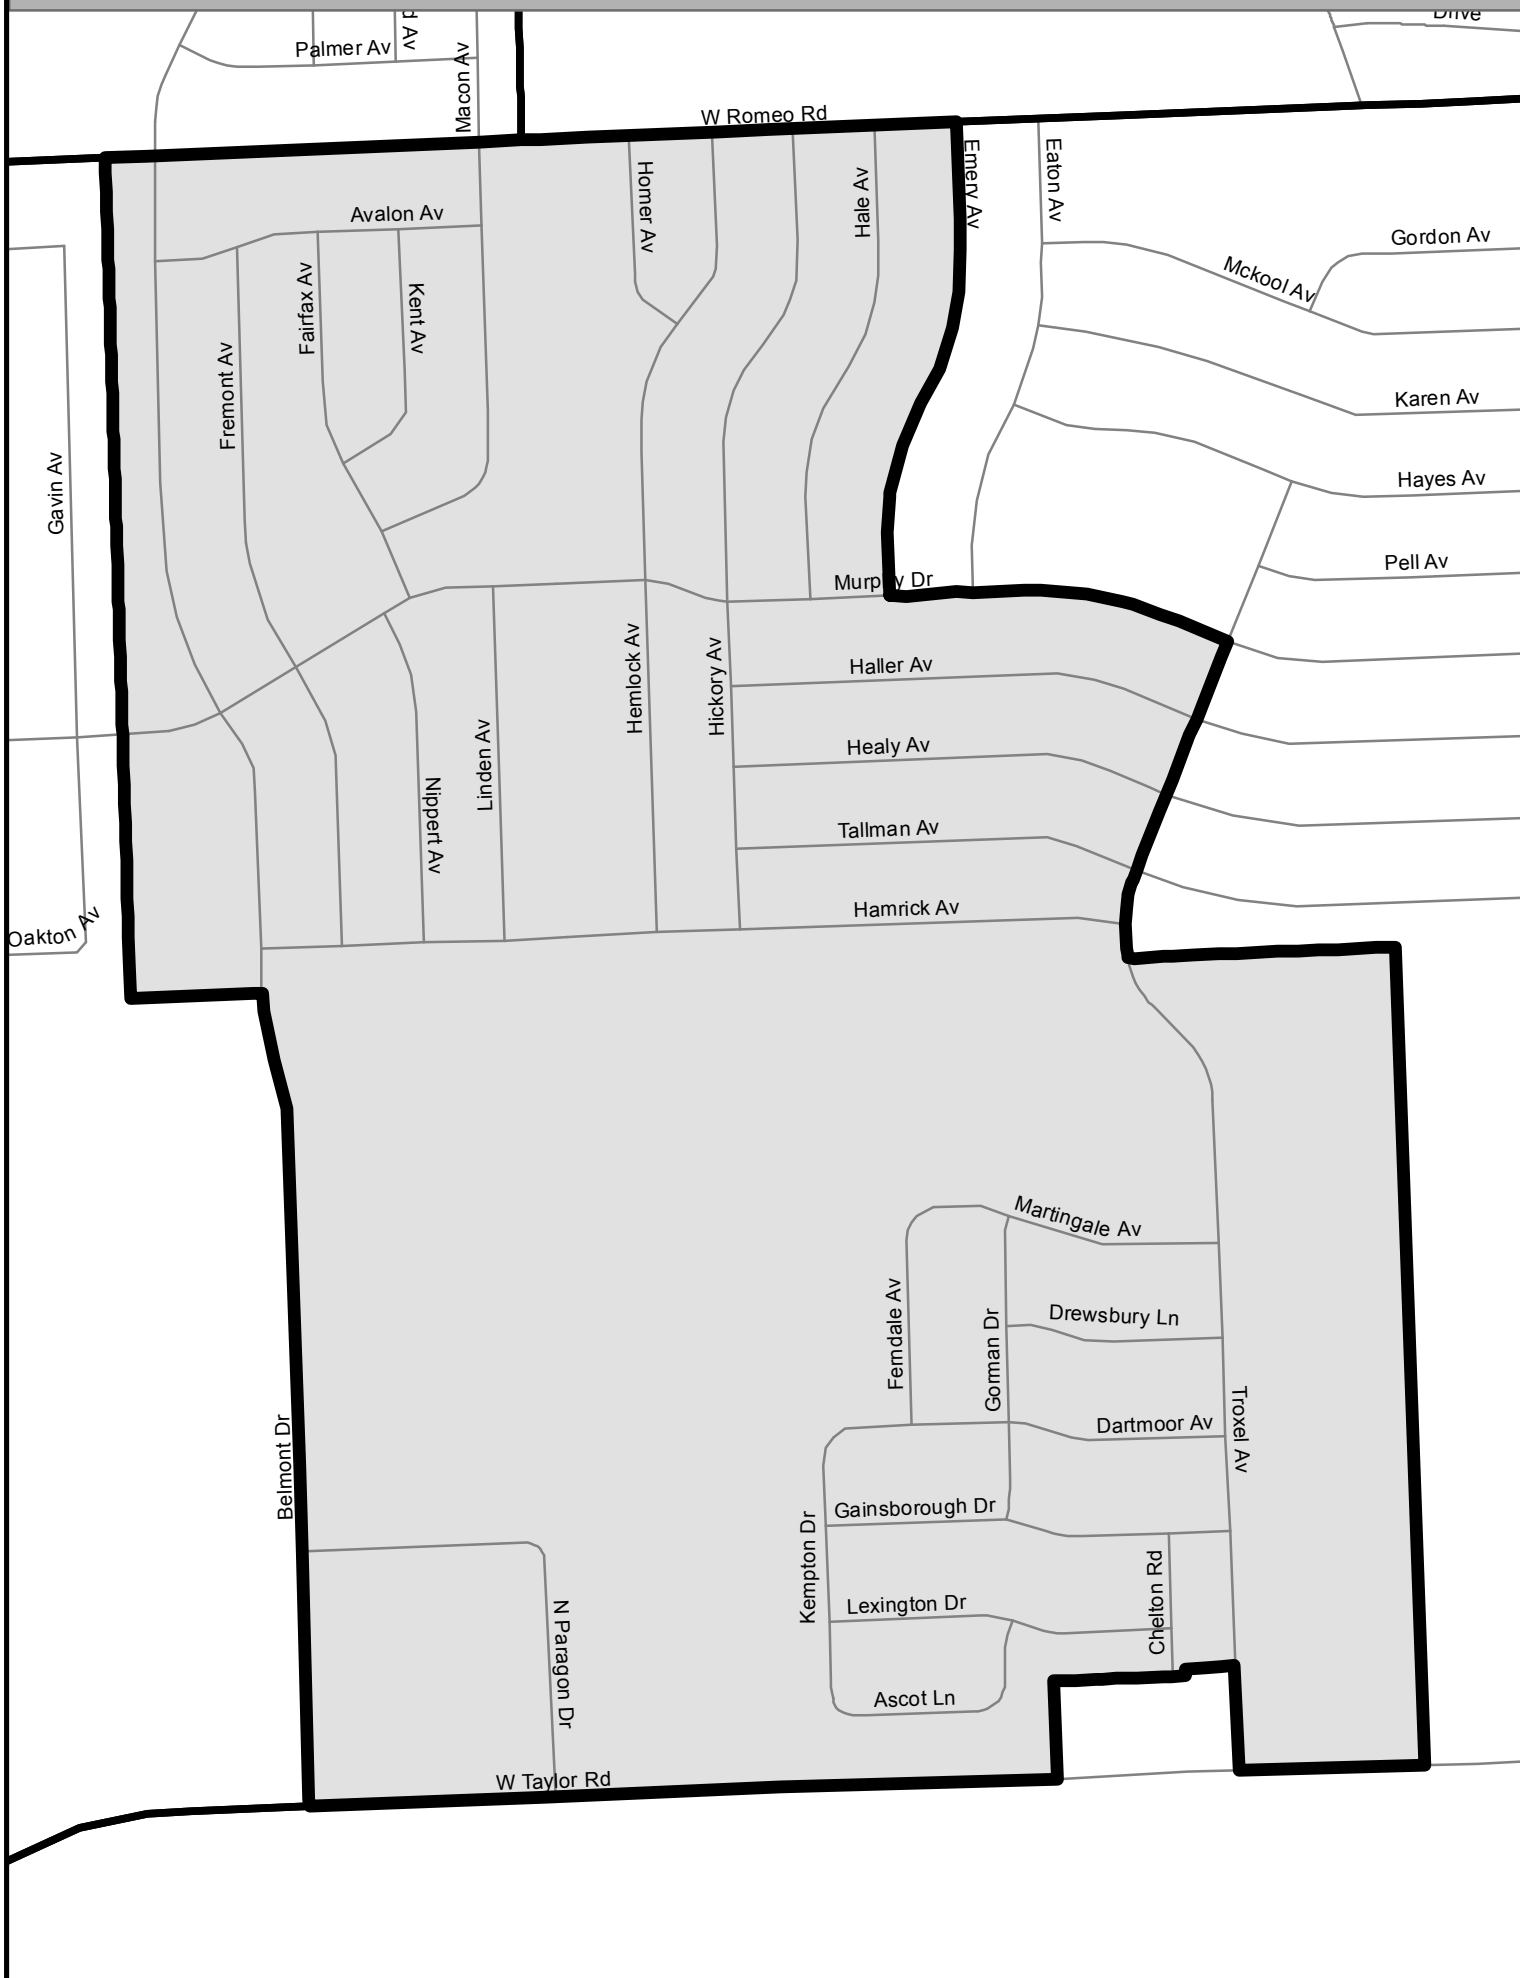 Drive
d Av
Palmer Av
Macon Av
W Romeo Rd
Emery Av
Eaton Av
Homer Av
Hale Av
Avalon Av
Gordon Av
Mckool Av
Fairfax Av
Kent Av
Fremont Av
Karen Av
Gavin Av
Hayes Av
Pell Av
Murphy Dr
Hemlock Av
Hickory Av
Haller Av
Linden Av
Healy Av
Nippert Av
Tallman Av
Hamrick Av
Oakton Av
Martingale Av
Ferndale Av
Gorman Dr
Drewsbury Ln
Belmont Dr
Troxel Av
Dartmoor Av
Gainsborough Dr
Kempton Dr
Chelton Rd
Lexington Dr
N Paragon Dr
Ascot Ln
W Taylor Rd